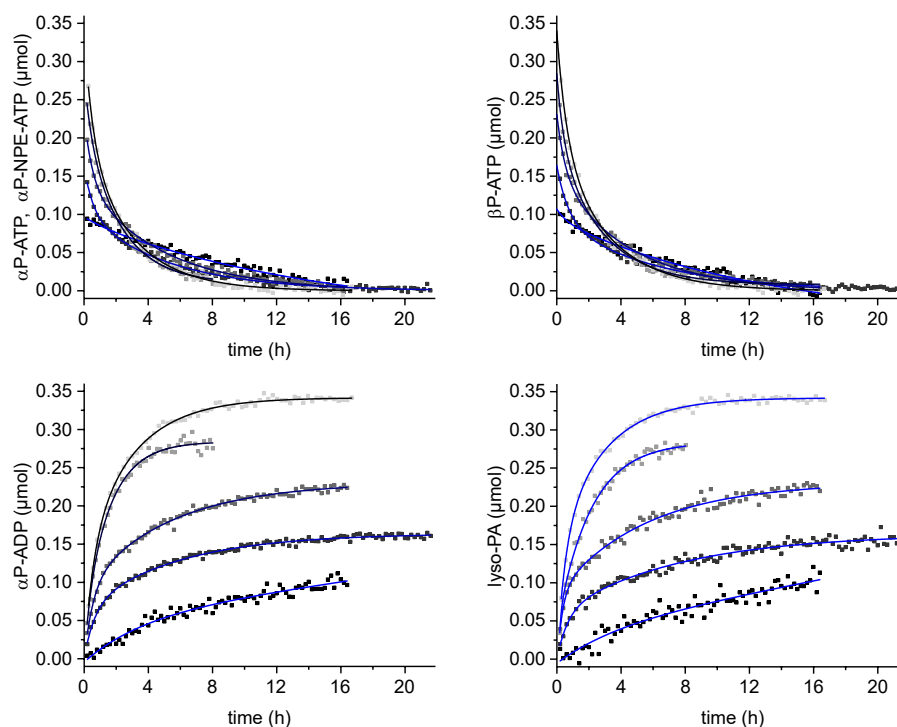 αP-ATP, αP-NPE-ATP (µmol)
0.35
0.30
0.25
0.20
0.15
0.10
0.05
0.00
0 4 8 12 16 20
time (h)
βP-ATP (µmol)
0.35
0.30
0.25
0.20
0.15
0.10
0.05
0.00
0 4 8 12 16 20
time (h)
αP-ADP (µmol)
0.35
0.30
0.25
0.20
0.15
0.10
0.05
0.00
0 4 8 12 16 20
time (h)
lyso-PA (µmol)
0.35
0.30
0.25
0.20
0.15
0.10
0.05
0.00
0 4 8 12 16 20
time (h)